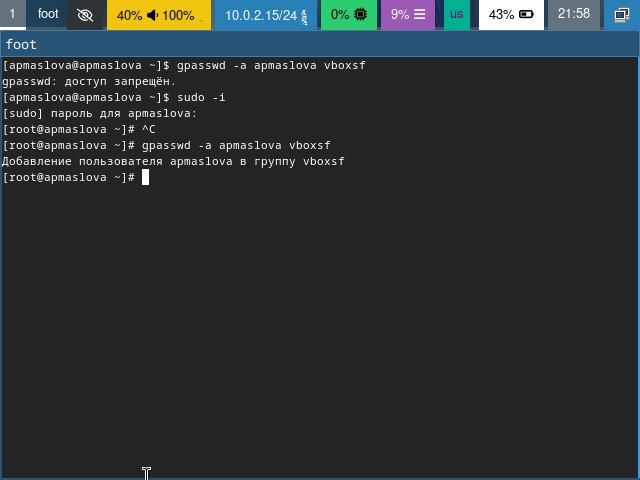 1 foot 40% 100% 10.0.2.15/24 0% 9% us 43% 21:58
foot
[apmaslova@apmaslova ~]$ gpasswd -a apmaslova vboxsf
gpasswd: доступ запрещён.
[apmaslova@apmaslova ~]$ sudo -i
[sudo] пароль для apmaslova:
[root@apmaslova ~]# ^C
[root@apmaslova ~]# gpasswd -a apmaslova vboxsf
Добавление пользователя apmaslova в группу vboxsf
[root@apmaslova ~]#